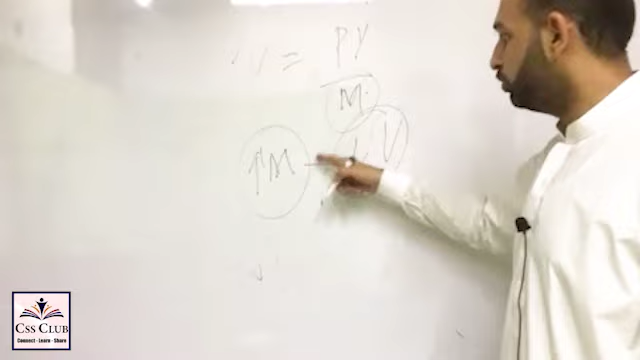 V = PY
M
↑M V
CSS CLUB
Connect - Learn - Share